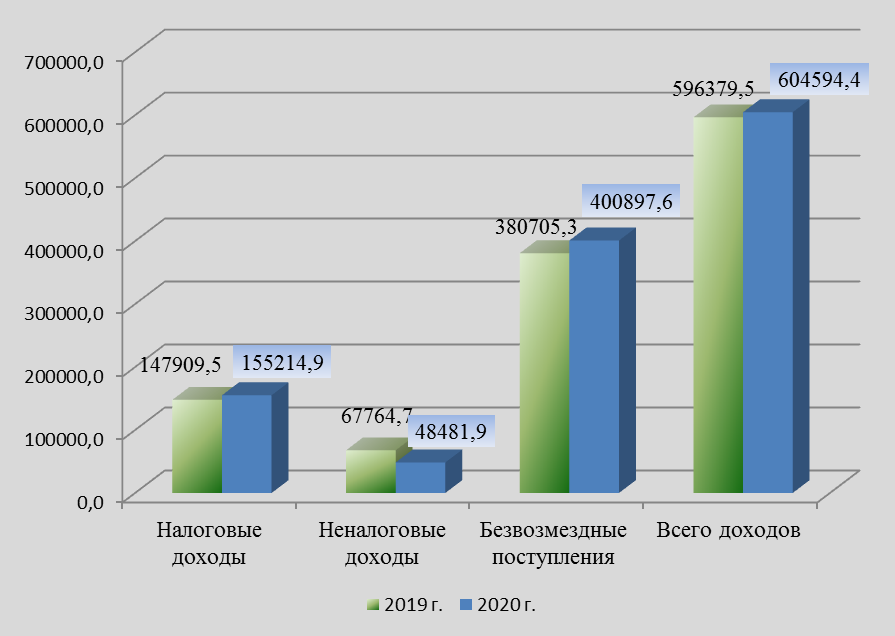 700000,0
600000,0
500000,0
400000,0
300000,0
200000,0
100000,0
0,0
147909,5
155214,9
67764,7
48481,9
380705,3
400897,6
596379,5
604594,4
Налоговые
доходы
Неналоговые
доходы
Безвозмездные
поступления
Всего доходов
2019 г.
2020 г.